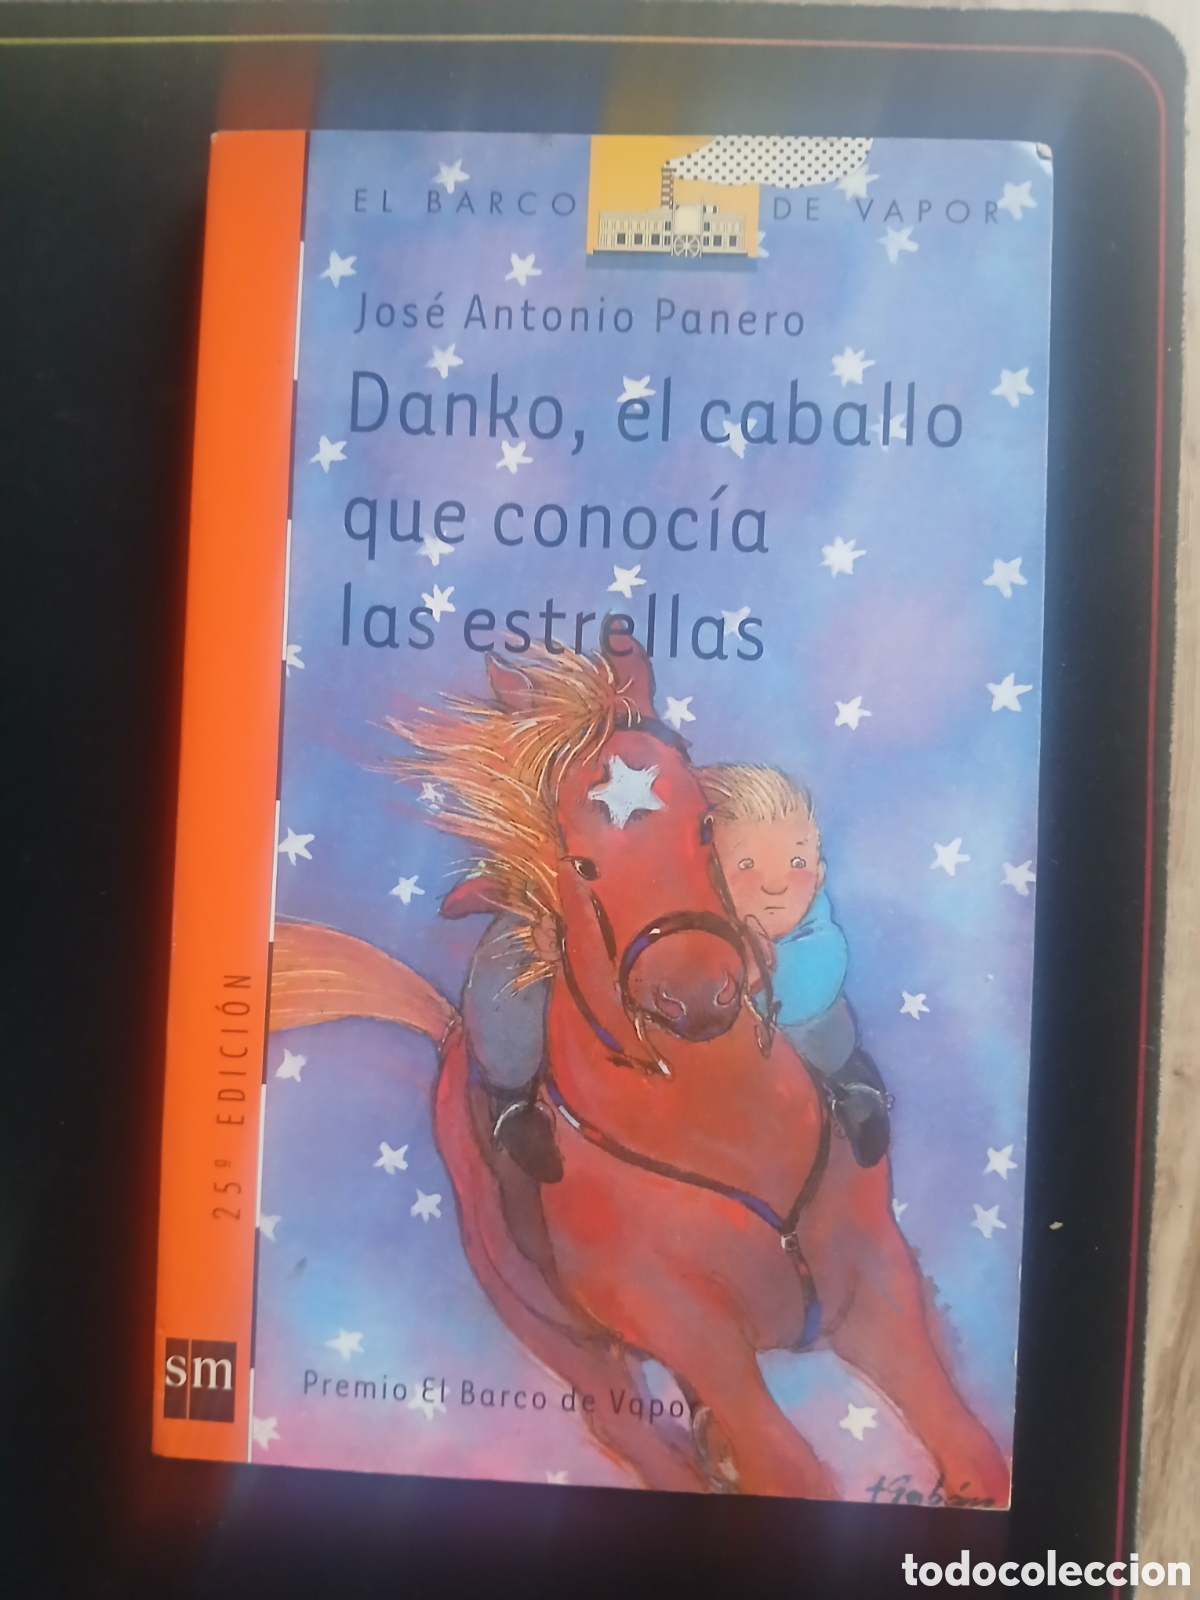 EL BARCO DE VAPOR
José Antonio Panero
Danko, el caballo
que conocía
las estrellas
25ª EDICIÓN
sm
Premio El Barco de Vapor
tGabán
todocoleccion